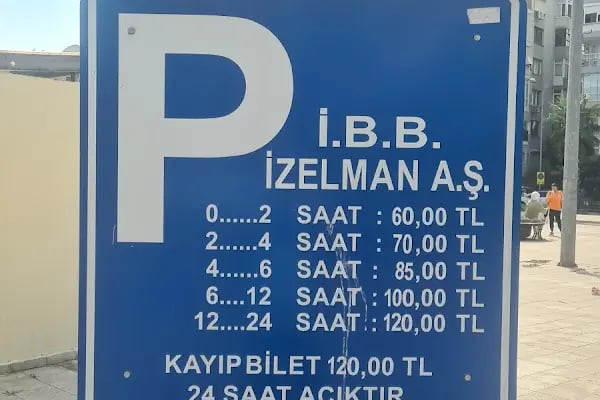 P
İ.B.B.
İZELMAN A.Ş.
0......2 SAAT : 60,00 TL
2......4 SAAT : 70,00 TL
4......6 SAAT : 85,00 TL
6....12 SAAT : 100,00 TL
12....24 SAAT : 120,00 TL
KAYIP BİLET 120,00 TL
24 SAAT AÇIKTIR